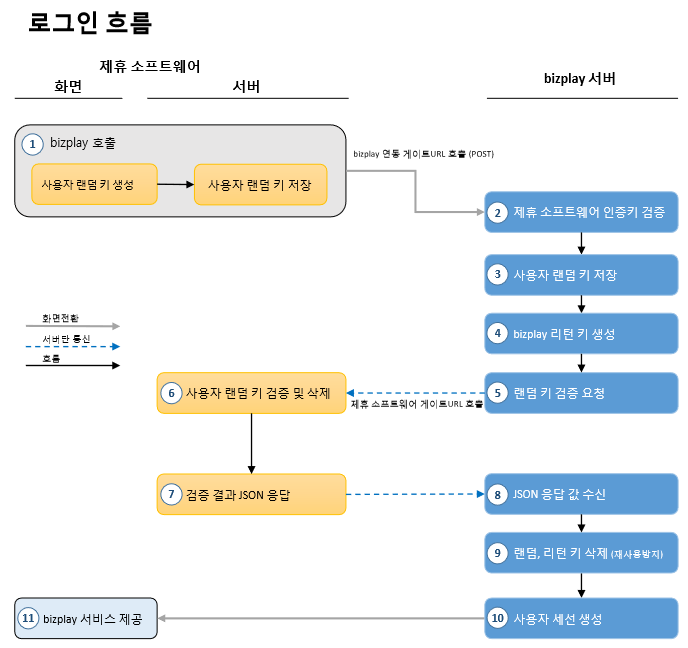 로그인 흐름
제휴 소프트웨어
화면
서버
bizplay 서버
1 bizplay 호출
사용자 랜덤 키 생성
사용자 랜덤 키 저장
bizplay 연동 게이트URL 호출 (POST)
2 제휴 소프트웨어 인증키 검증
3 사용자 랜덤 키 저장
4 bizplay 리턴 키 생성
화면전환
서버단 통신
흐름
5 랜덤 키 검증 요청
6 사용자 랜덤 키 검증 및 삭제
제휴 소프트웨어 게이트URL 호출
7 검증 결과 JSON 응답
8 JSON 응답 값 수신
9 랜덤, 리턴 키 삭제 (재사용방지)
10 사용자 세선 생성
11 bizplay 서비스 제공